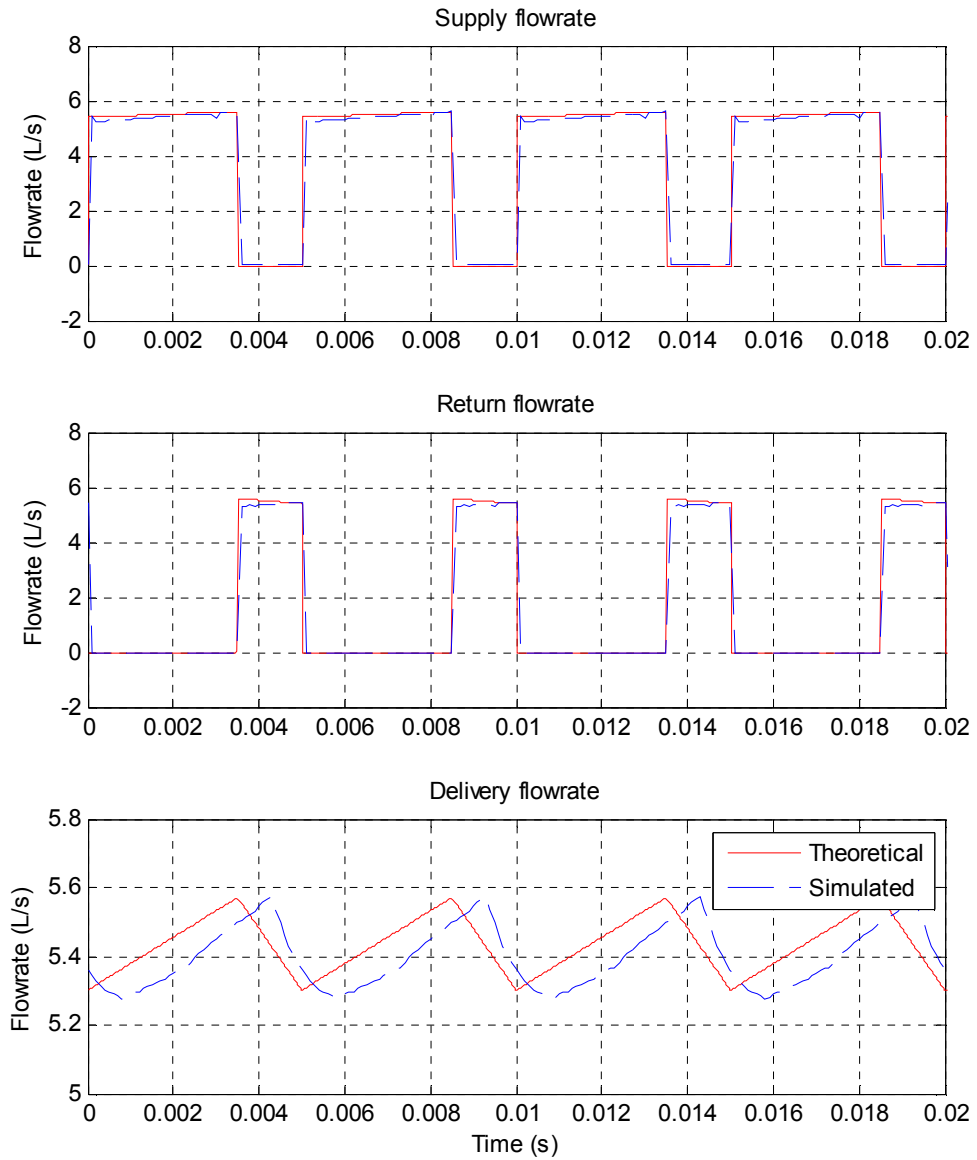 Supply flowrate
8
6
4
2
0
-2
Flowrate (L/s)
0 0.002 0.004 0.006 0.008 0.01 0.012 0.014 0.016 0.018 0.02
Return flowrate
8
6
4
2
0
-2
Flowrate (L/s)
0 0.002 0.004 0.006 0.008 0.01 0.012 0.014 0.016 0.018 0.02
Delivery flowrate
5.8
5.6
5.4
5.2
5
Flowrate (L/s)
Theoretical
Simulated
0 0.002 0.004 0.006 0.008 0.01 0.012 0.014 0.016 0.018 0.02
Time (s)